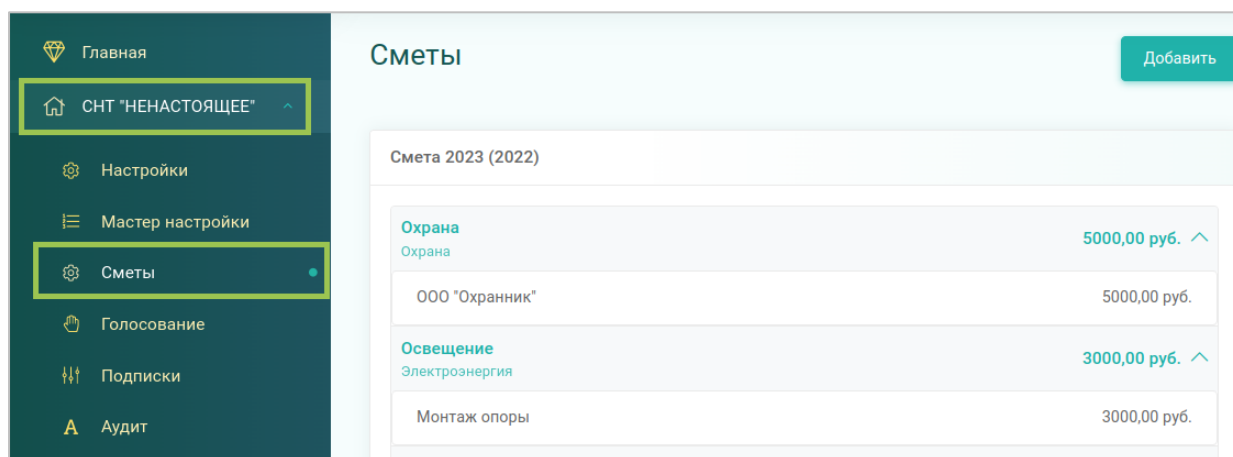 Главная
СНТ "НЕНАСТОЯЩЕЕ"
Настройки
Мастер настройки
Сметы
Голосование
Подписки
Аудит
Сметы
Добавить
Смета 2023 (2022)
Охрана
Охрана
5000,00 руб.
ООО "Охранник"
5000,00 руб.
Освещение
Электроэнергия
3000,00 руб.
Монтаж опоры
3000,00 руб.